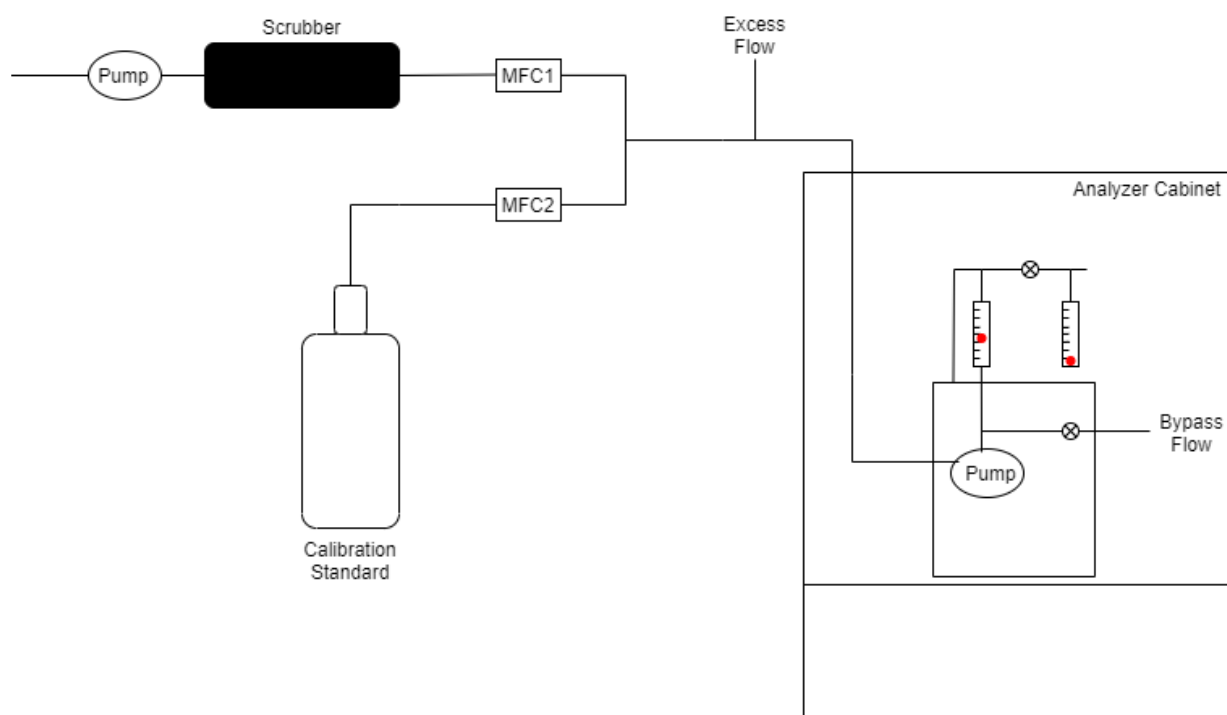 Scrubber
Pump
MFC1
Excess
Flow
MFC2
Analyzer Cabinet
Calibration
Standard
Bypass
Flow
Pump